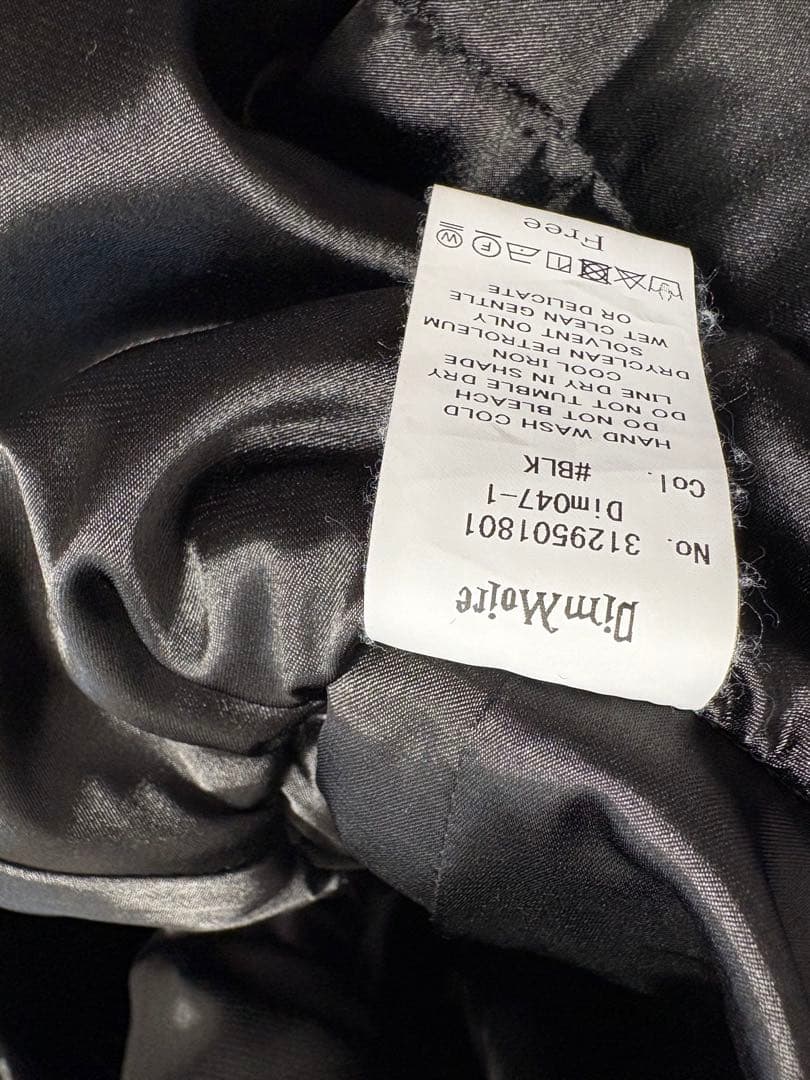 DimMoire
No. 3129501801
Dim047-1
Col. #BLK
HAND WASH COLD
DO NOT BLEACH
DO NOT TUMBLE DRY
LINE DRY IN SHADE
COOL IRON
DRYCLEAN PETROLEUM
SOLVENT ONLY
WET CLEAN GENTLE
OR DELICATE
F W
Free